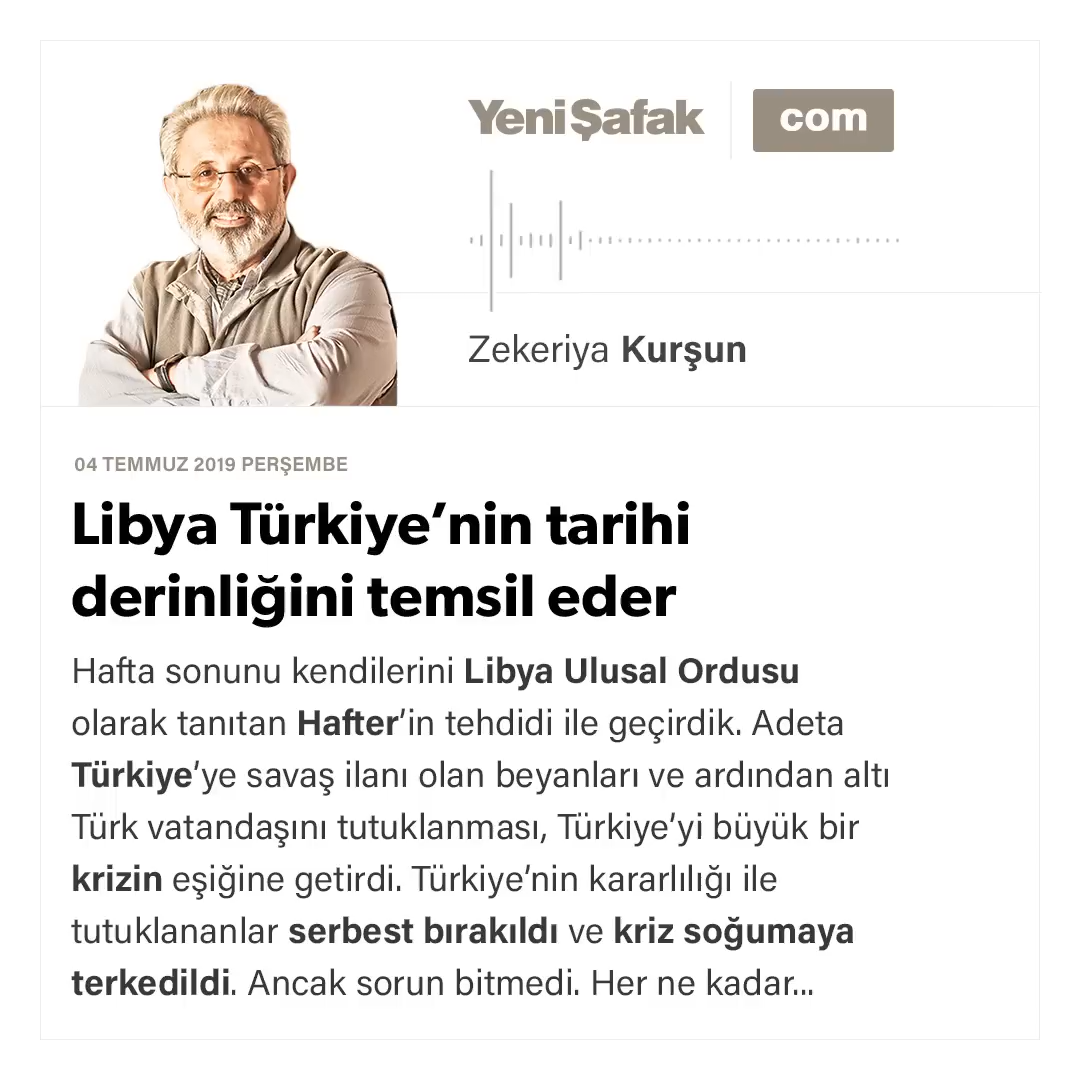 YeniŞafak com
Zekeriya Kurşun
04 TEMMUZ 2019 PERŞEMBE
Libya Türkiye'nin tarihi
derinliğini temsil eder
Hafta sonunu kendilerini Libya Ulusal Ordusu
olarak tanıtan Hafter'in tehdidi ile geçirdik. Adeta
Türkiye'ye savaş ilanı olan beyanları ve ardından altı
Türk vatandaşını tutuklanması, Türkiye'yi büyük bir
krizin eşiğine getirdi. Türkiye'nin kararlılığı ile
tutuklananlar serbest bırakıldı ve kriz soğumaya
terkedildi. Ancak sorun bitmedi. Her ne kadar...